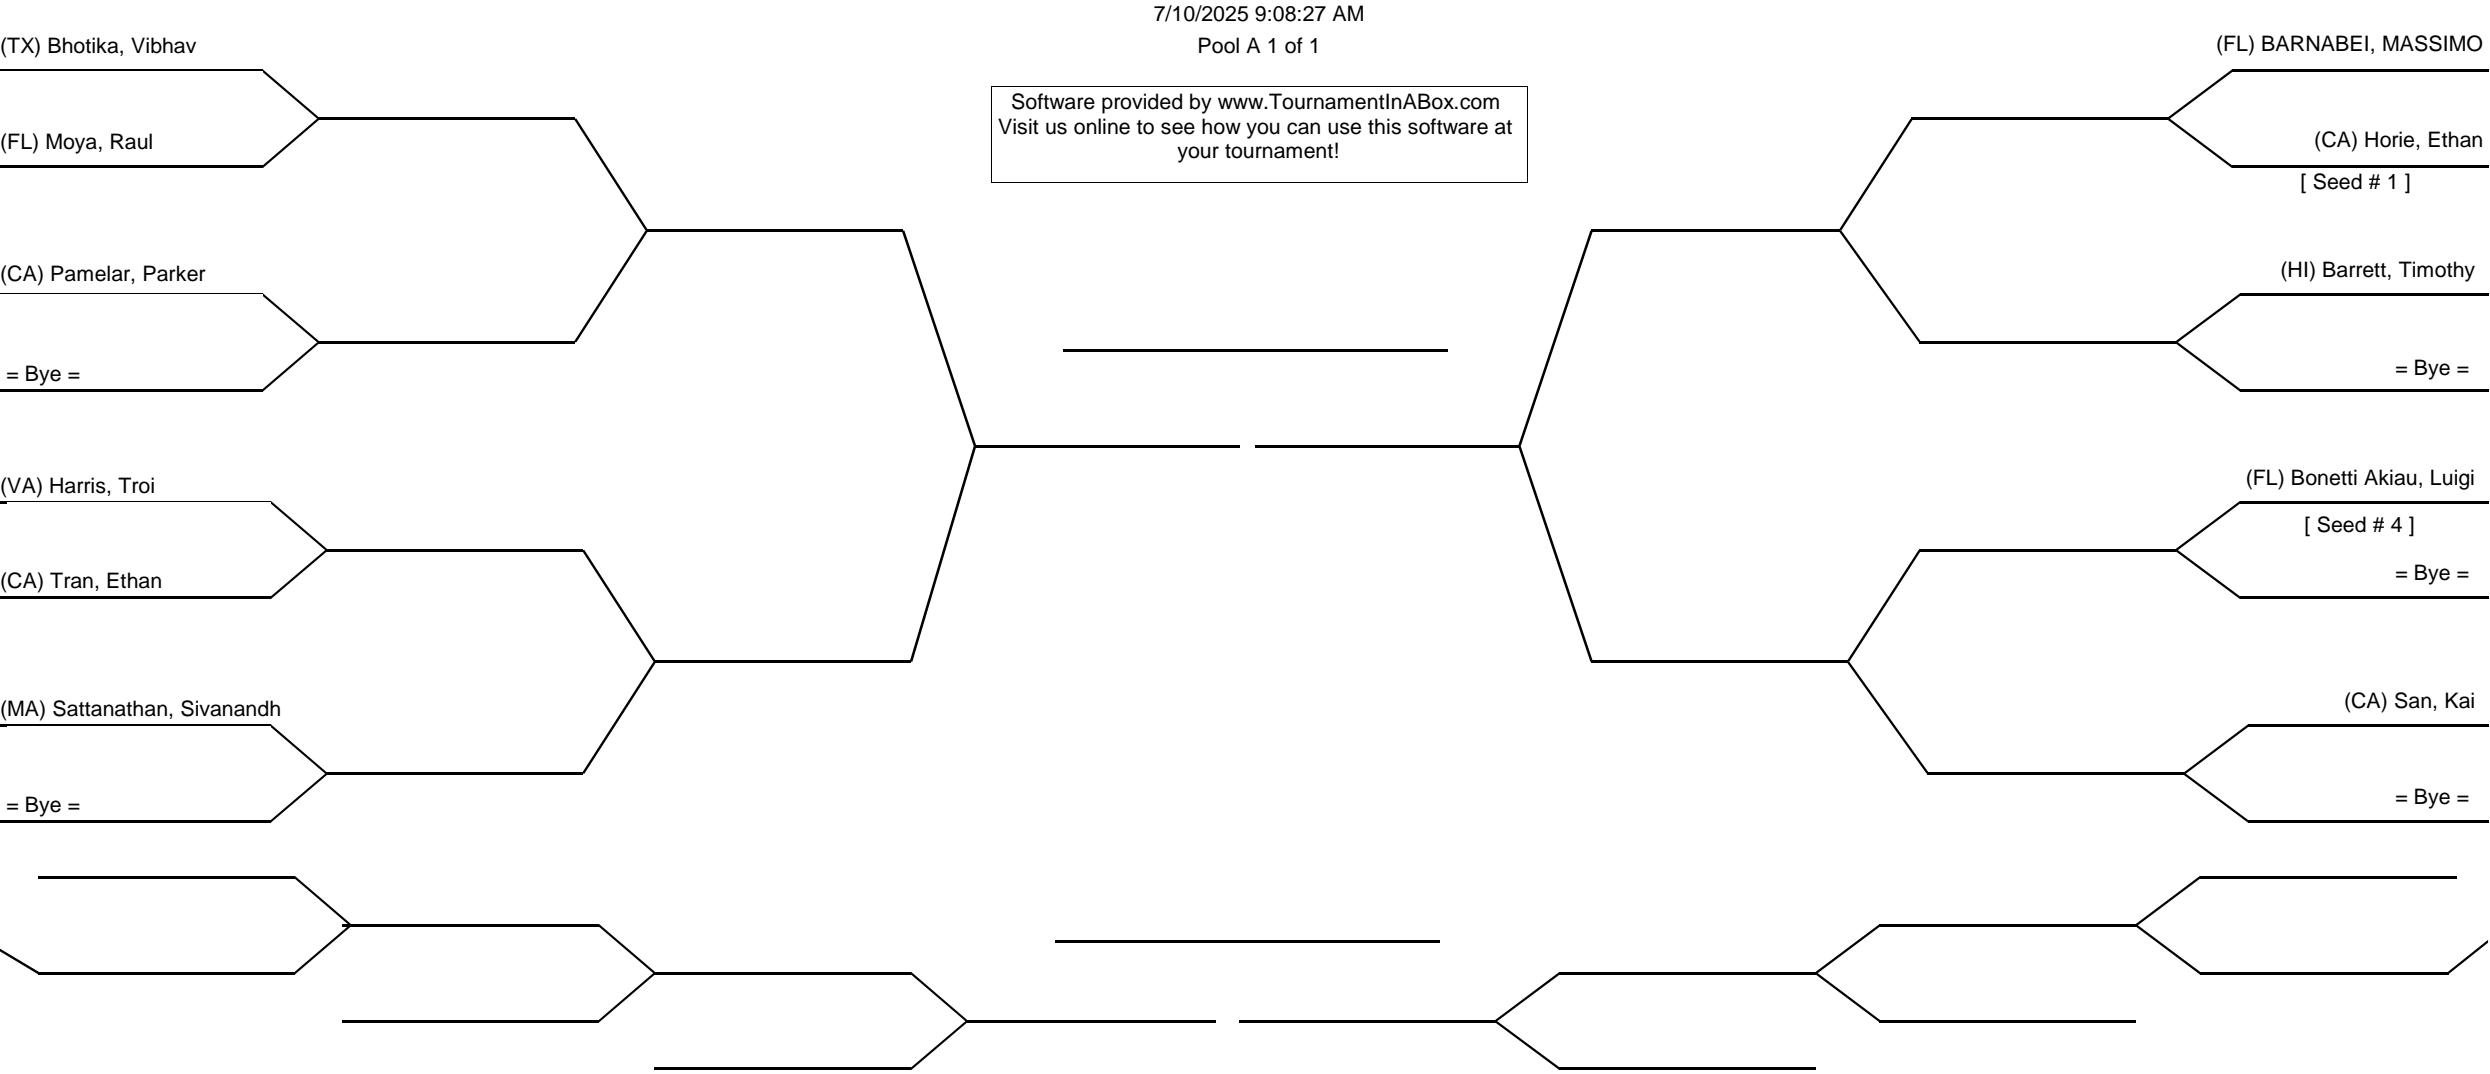 7/10/2025 9:08:27 AM
Pool A 1 of 1
Software provided by www.TournamentInABox.com
Visit us online to see how you can use this software at
your tournament!
(TX) Bhotika, Vibhav
(FL) Moya, Raul
(CA) Pamelar, Parker
= Bye =
(VA) Harris, Troi
(CA) Tran, Ethan
(MA) Sattanathan, Sivanandh
= Bye =
(FL) BARNABEI, MASSIMO
(CA) Horie, Ethan
[ Seed # 1 ]
(HI) Barrett, Timothy
= Bye =
(FL) Bonetti Akiau, Luigi
[ Seed # 4 ]
= Bye =
(CA) San, Kai
= Bye =